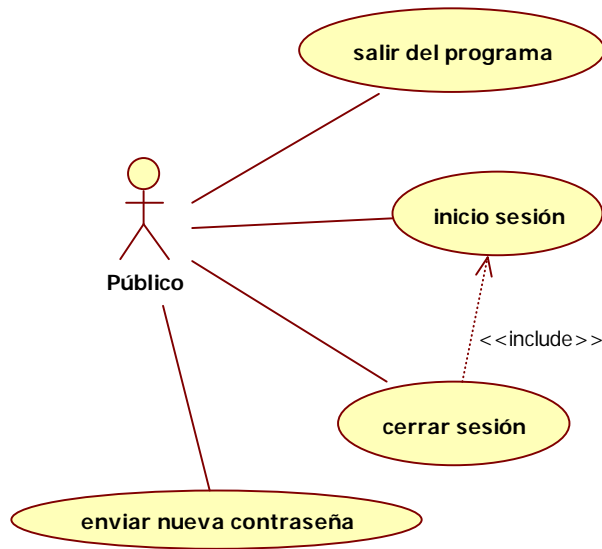 salir del programa
inicio sesión
Público
<<include>>
cerrar sesión
enviar nueva contraseña